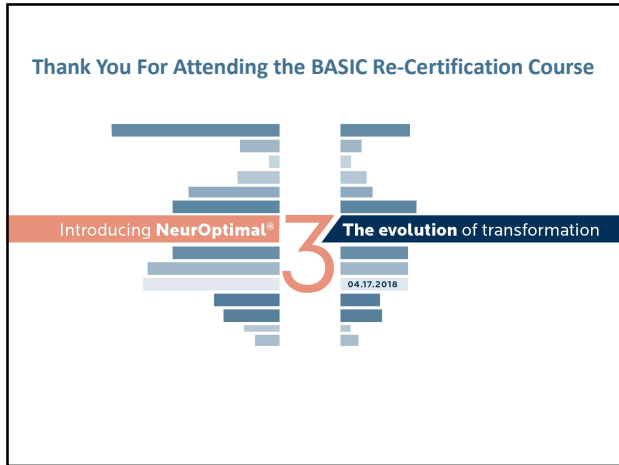 Thank You For Attending the BASIC Re-Certification Course
Introducing NeurOptimal® 3 The evolution of transformation
04.17.2018